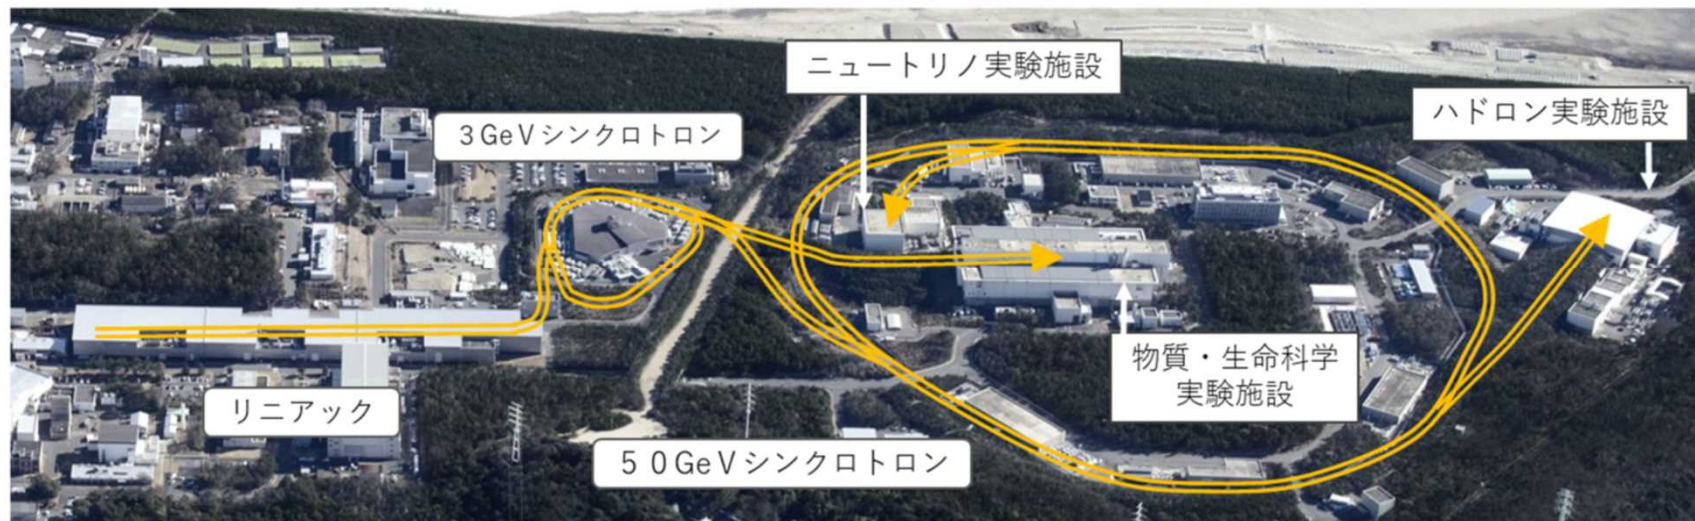 ニュートリノ実験施設
ハドロン実験施設
３GeVシンクロトロン
物質・生命科学
実験施設
リニアック
５０GeVシンクロトロン